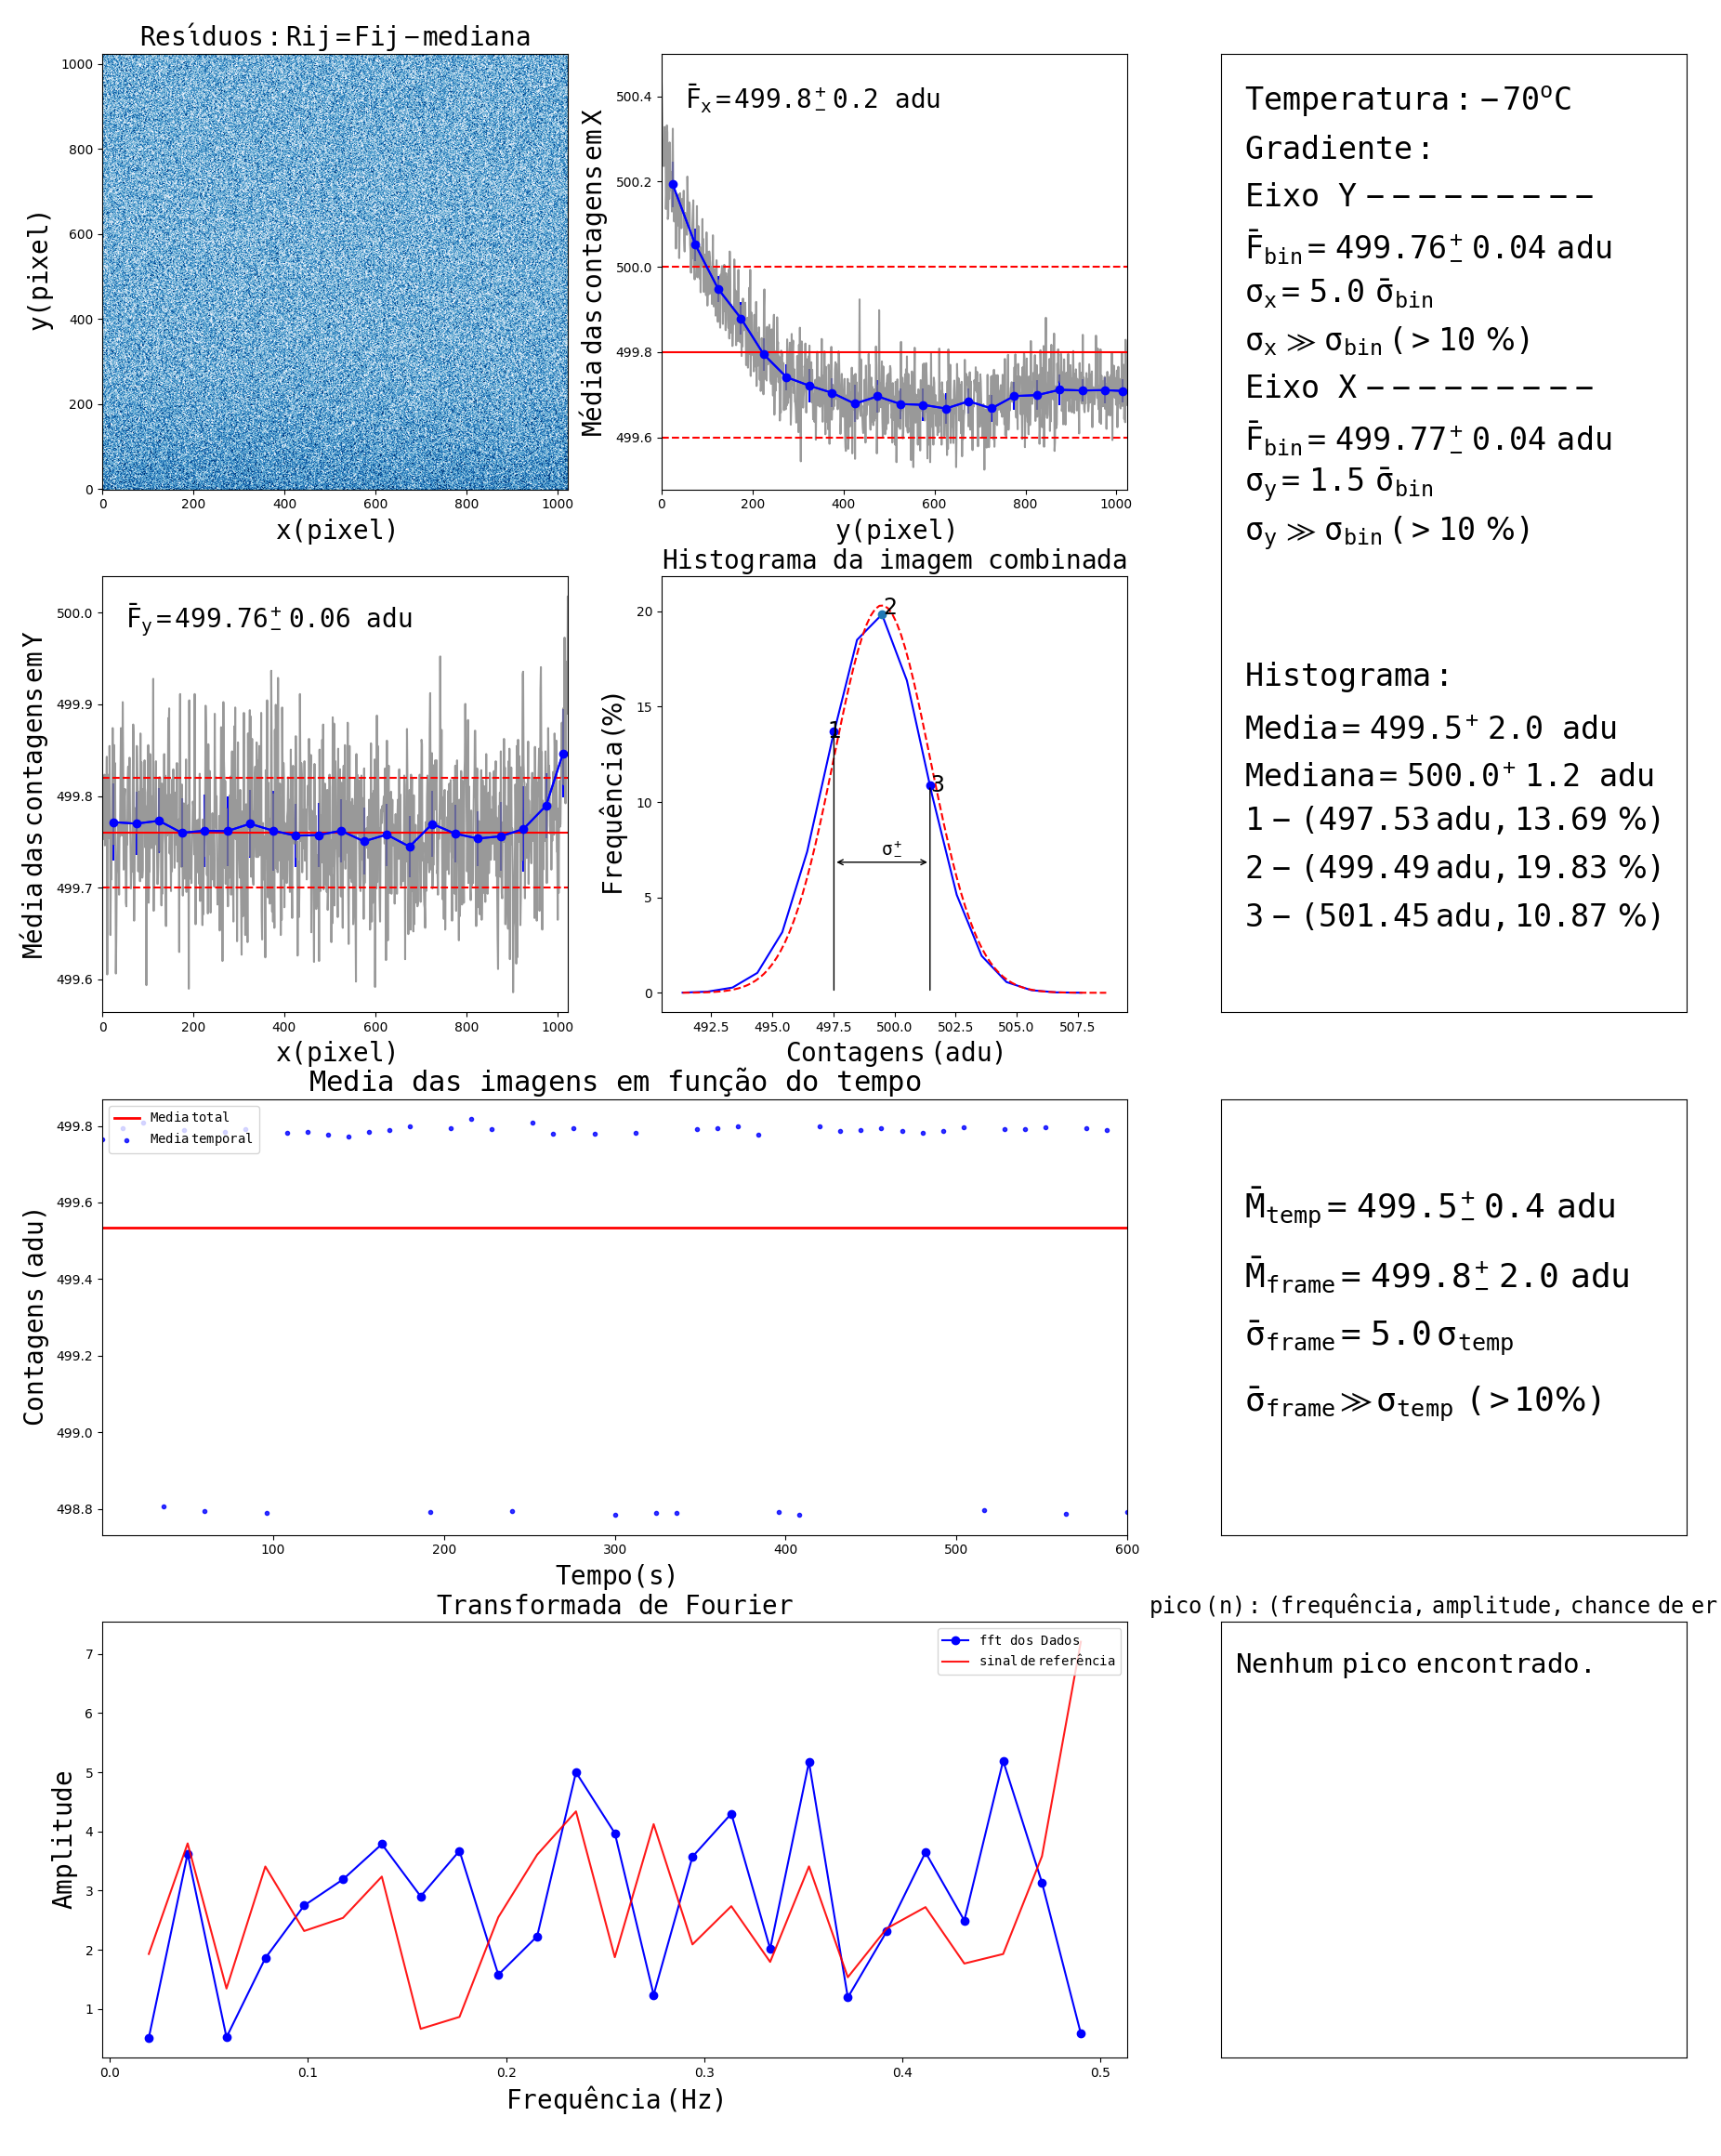 Resíduos: Rij = Fij − mediana
1000
800
600
400
200
0
y(pixel)
0 200 400 600 800 1000
x(pixel)
F̄x = 499.8 +− 0.2 adu
500.4
500.2
500.0
499.8
499.6
Média das contagens em X
0 200 400 600 800 1000
y(pixel)
Temperatura: −70ºC
Gradiente:
Eixo Y −−−−−−−−−
F̄bin = 499.76 +− 0.04 adu
σx = 5.0 σ̄bin
σx ≫ σbin (> 10 %)
Eixo X −−−−−−−−−
F̄bin = 499.77 +− 0.04 adu
σy = 1.5 σ̄bin
σy ≫ σbin (> 10 %)
Histograma:
Media = 499.5 + 2.0 adu
Mediana = 500.0 + 1.2 adu
1 − (497.53 adu, 13.69 %)
2 − (499.49 adu, 19.83 %)
3 − (501.45 adu, 10.87 %)
F̄y = 499.76 +− 0.06 adu
500.0
499.9
499.8
499.7
499.6
Média das contagens em Y
0 200 400 600 800 1000
x(pixel)
Histograma da imagem combinada
20
15
10
5
0
Frequência(%)
1
2
3
σ+−
492.5 495.0 497.5 500.0 502.5 505.0 507.5
Contagens (adu)
Media das imagens em função do tempo
Media total
Media temporal
499.8
499.6
499.4
499.2
499.0
498.8
Contagens (adu)
100 200 300 400 500 600
Tempo(s)
M̄temp = 499.5 +− 0.4 adu
M̄frame = 499.8 +− 2.0 adu
σ̄frame = 5.0 σtemp
σ̄frame ≫ σtemp (>10%)
Transformada de Fourier
fft dos Dados
sinal de referência
7
6
5
4
3
2
1
Amplitude
0.0 0.1 0.2 0.3 0.4 0.5
Frequência (Hz)
pico (n): (frequência, amplitude, chance de er
Nenhum pico encontrado.